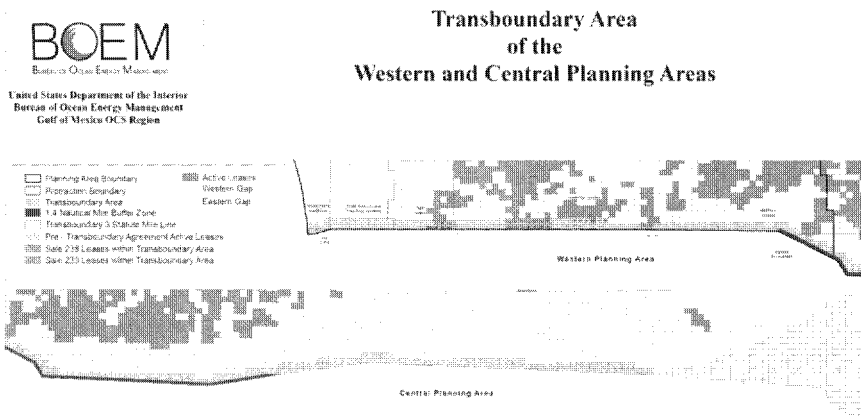 Transboundary Area
of the
Western and Central Planning Areas
BOEM
Bureau of Ocean Energy Management
United States Department of the Interior
Bureau of Ocean Energy Management
Gulf of Mexico OCS Region
Planning Area Boundary
Protraction Boundary
Transboundary Area
1.4 Nautical Mile Buffer Zone
Transboundary 3 Statute Mile Line
Pre - Transboundary Agreement Active Leases
Sale 238 Leases within Transboundary Area
Sale 233 Leases within Transboundary Area
Active Leases
Western Gap
Eastern Gap
Western Planning Area
Central Planning Area